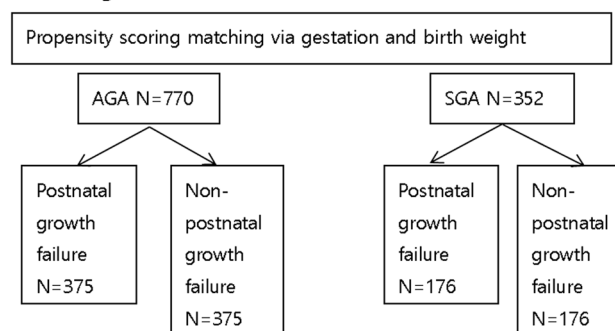 Propensity scoring matching via gestation and birth weight
AGA N=770
SGA N=352
Postnatal
growth
failure
N=375
Non-
postnatal
growth
failure
N=375
Postnatal
growth
failure
N=176
Non-
postnatal
growth
failure
N=176